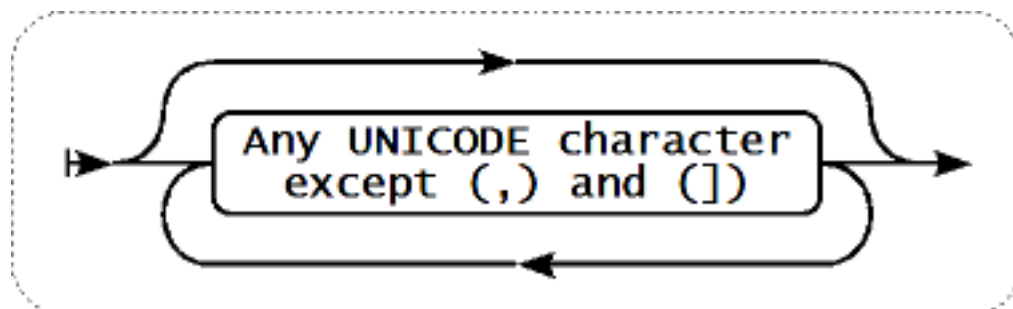 Any UNICODE character
except (,) and (])